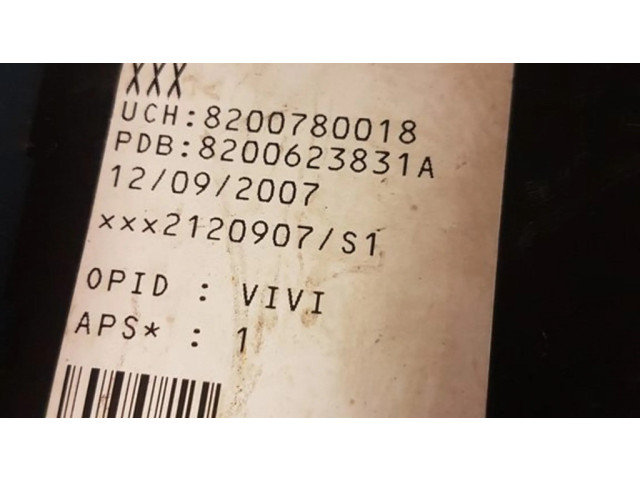 XXX
UCH:8200780018
PDB:8200623831A
12/09/2007
xxx2120907/S1
OPID : VIVI
APS* : 1